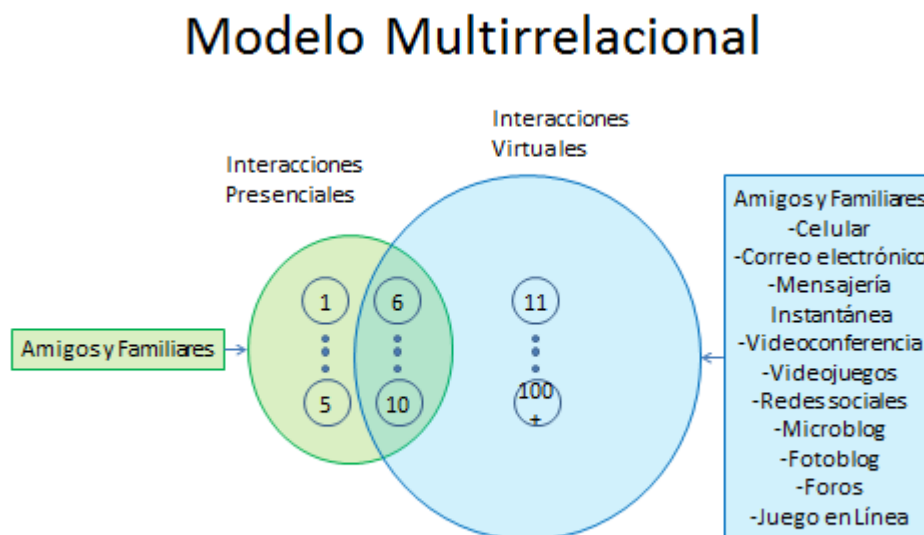 Modelo Multirrelacional
Interacciones
Virtuales
Interacciones
Presenciales
Amigos y Familiares
1
5
6
10
11
100
+
Amigos y Familiares
-Celular
-Correo electrónico
-Mensajería
Instantánea
-Videoconferencia
-Videojuegos
-Redes sociales
-Microblog
-Fotoblog
-Foros
-Juego en Línea